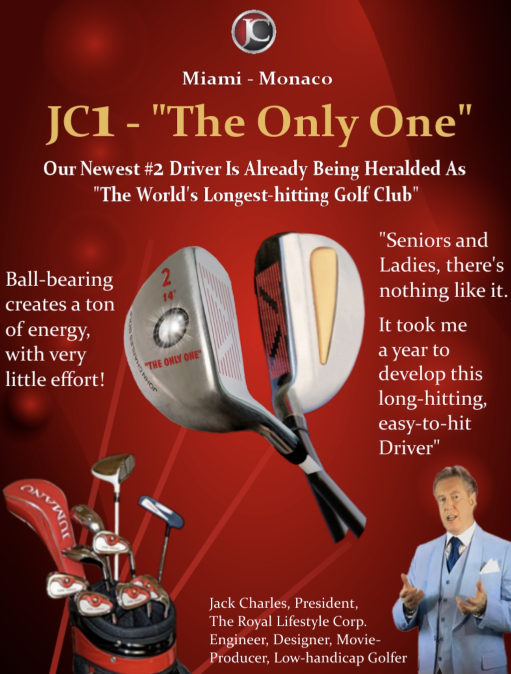 JC
Miami - Monaco
JC1 - "The Only One"
Our Newest #2 Driver Is Already Being Heralded As
"The World's Longest-hitting Golf Club"
Ball-bearing
creates a ton
of energy,
with very
little effort!
2
14°
"THE ONLY ONE"
"Seniors and
Ladies, there's
nothing like it.
It took me
a year to
develop this
long-hitting,
easy-to-hit
Driver"
JUMANO
Jack Charles, President,
The Royal Lifestyle Corp.
Engineer, Designer, Movie-
Producer, Low-handicap Golfer